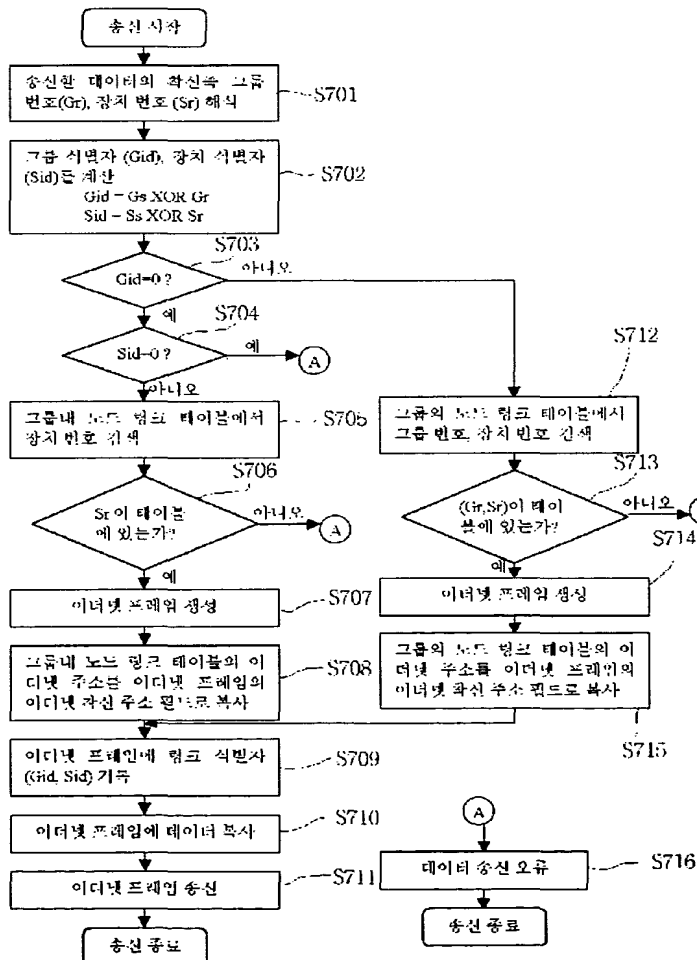 송신 시작
송신할 데이터의 착신측 그룹
번호(Gr), 장치 번호 (Sr) 해석
S701
그룹 식별자 (Gid), 장치 식별자
(Sid)를 계산
Gid = Gs XOR Gr
Sid = Ss XOR Sr
S702
S703
Gid=0 ?
아니오
예
S704
Sid=0 ?
예
A
아니오
그룹내 노드 링크 테이블에서
장치 번호 검색
S705
S706
Sr 이 테이블
에 있는가?
아니오
A
예
이더넷 프레임 생성
S707
그룹내 노드 링크 테이블의 이
더넷 주소를 이더넷 프레임의
이더넷 착신 주소 필드로 복사
S708
S712
그룹외 노드 링크 테이블에서
그룹 번호, 장치 번호 검색
S713
(Gr,Sr)이 테이
블에 있는가?
아니오
S714
예
이더넷 프레임 생성
그룹외 노드 링크 테이블의 이
더넷 주소를 이더넷 프레임의
이더넷 착신 주소 필드로 복사
S715
이더넷 프레임에 링크 식별자
(Gid, Sid) 기록
S709
이더넷 프레임에 데이터 복사
S710
이더넷 프레임 송신
S711
송신 종료
A
데이터 송신 오류
S716
송신 종료